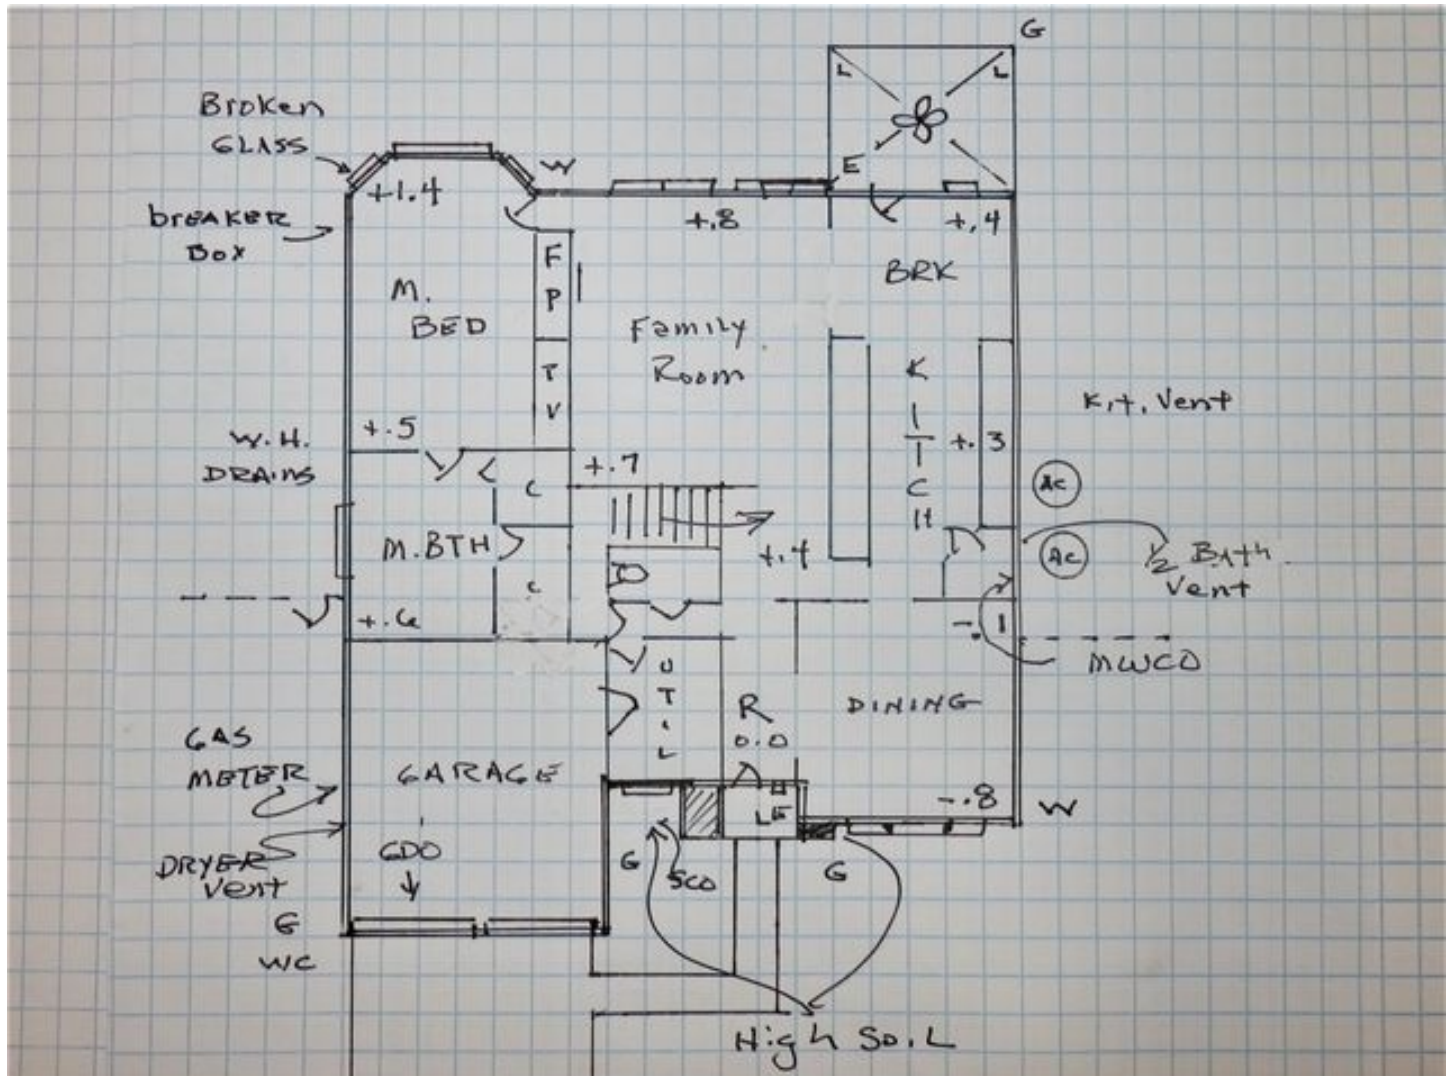 G
L
L
Broken
GLASS
W
E
+1.4
+.8
+.4
breaker
Box
F
P
BRK
M.
BED
Family
Room
T
V
K
I
T
C
H
Kit. Vent
+.5
W.H.
DRAINS
+.3
+.7
C
AC
M.BTH
+.4
AC
1/2 Bath
Vent
C
+.6
-.1
MWCO
U
T
I
L
R
0.0
DINING
GAS
METER
GARAGE
LE
-.8
W
DRYER
Vent
GDO
G
SCO
G
G
WC
High Soil